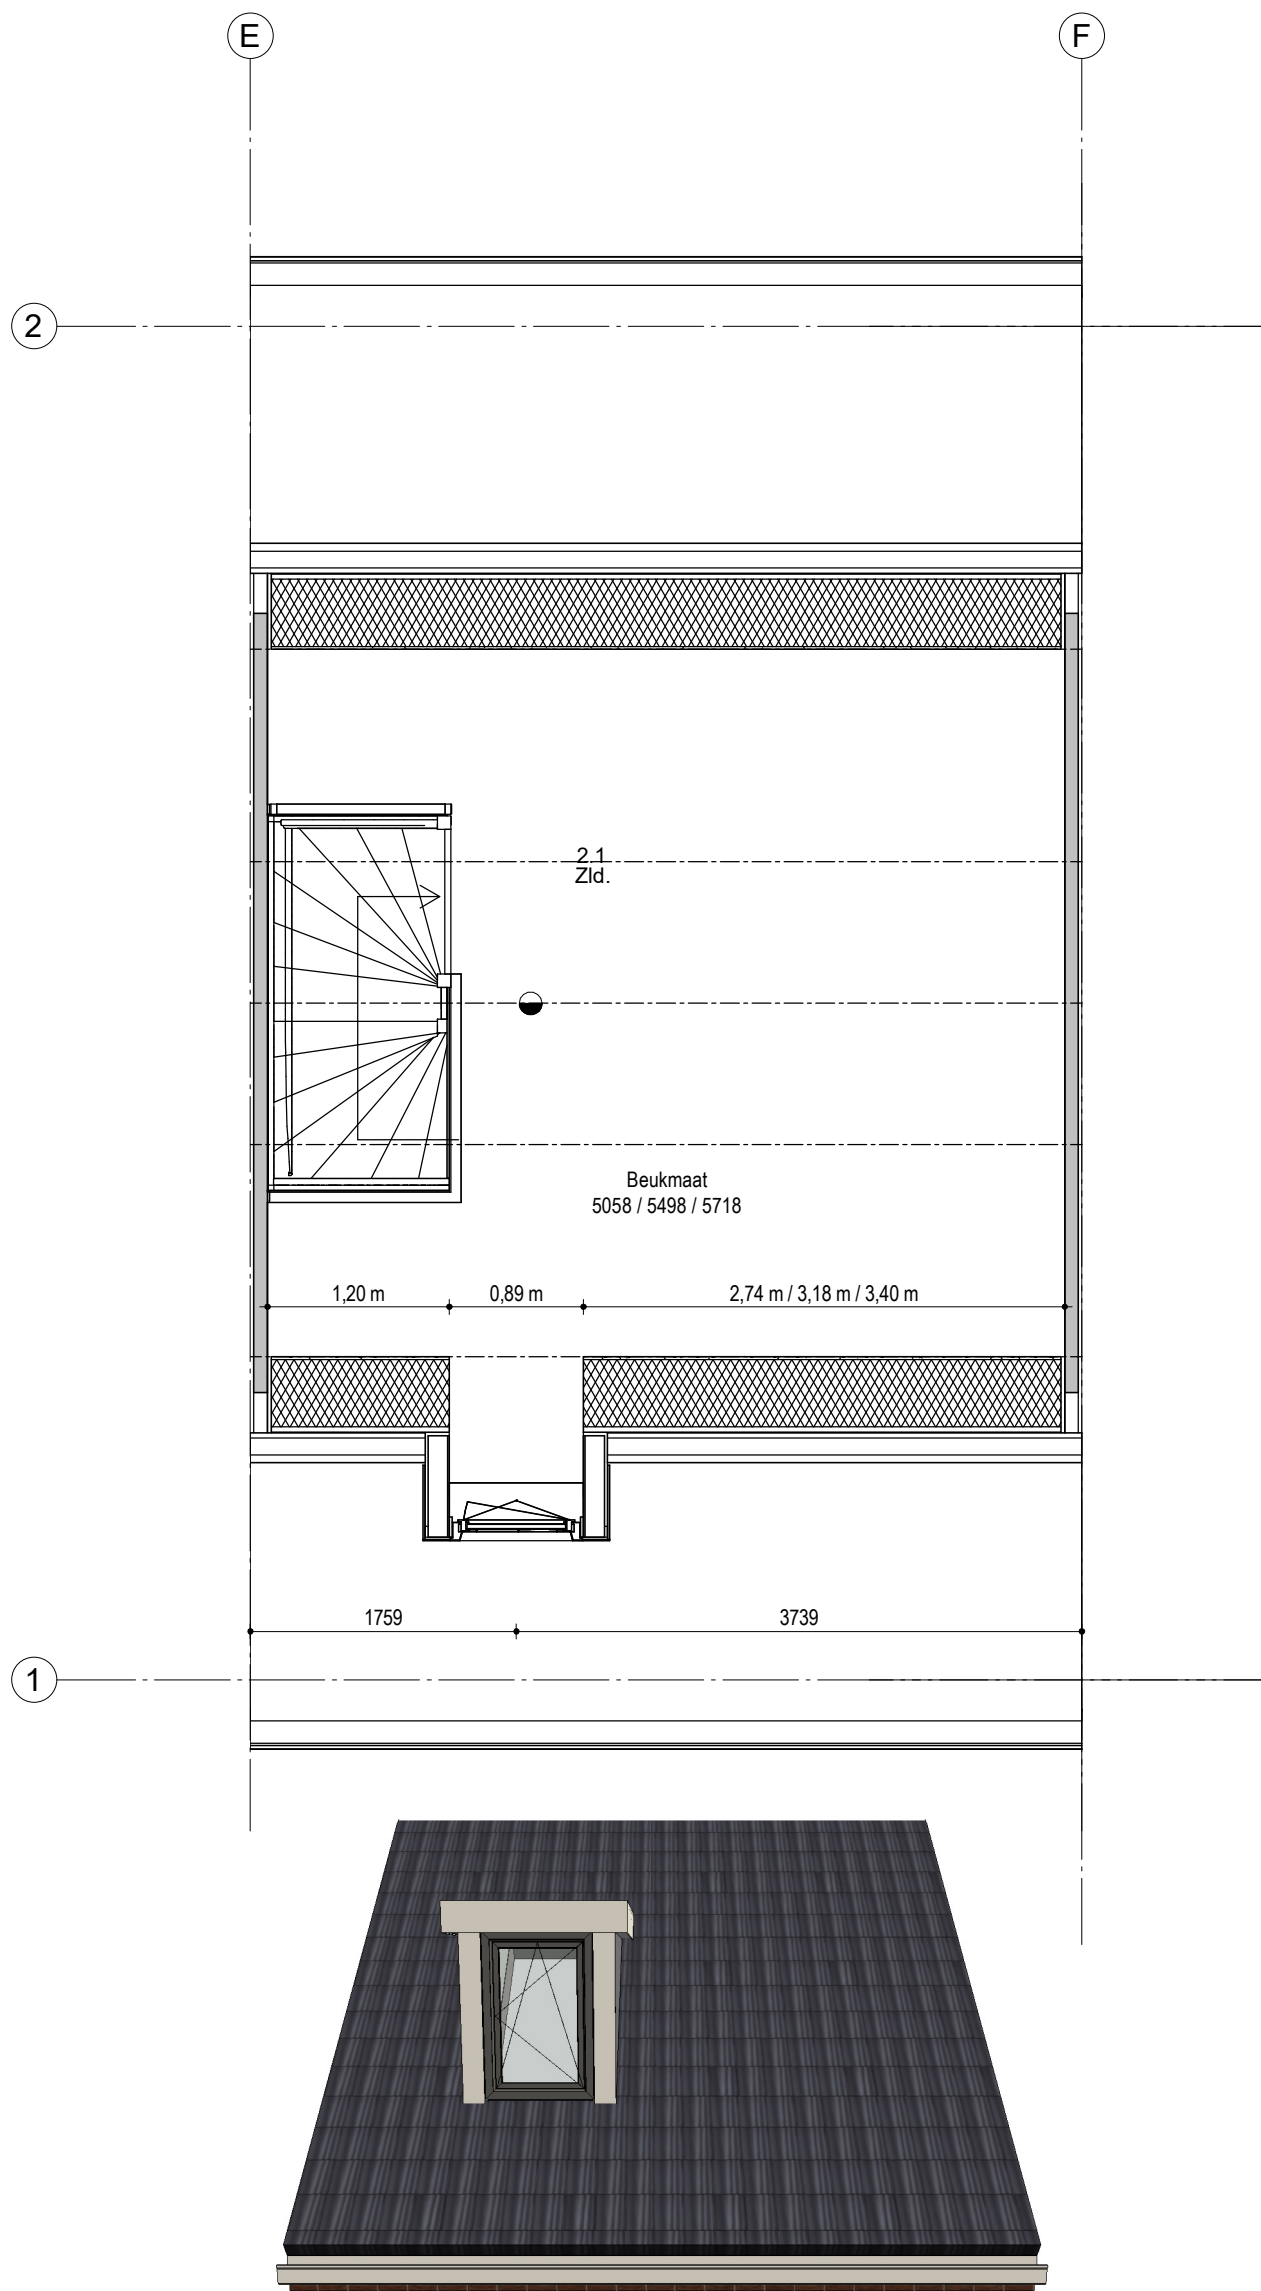 E
F
2
2.1
Zld.
Beukmaat
5058 / 5498 / 5718
1,20 m
0,89 m
2,74 m / 3,18 m / 3,40 m
1759
3739
1